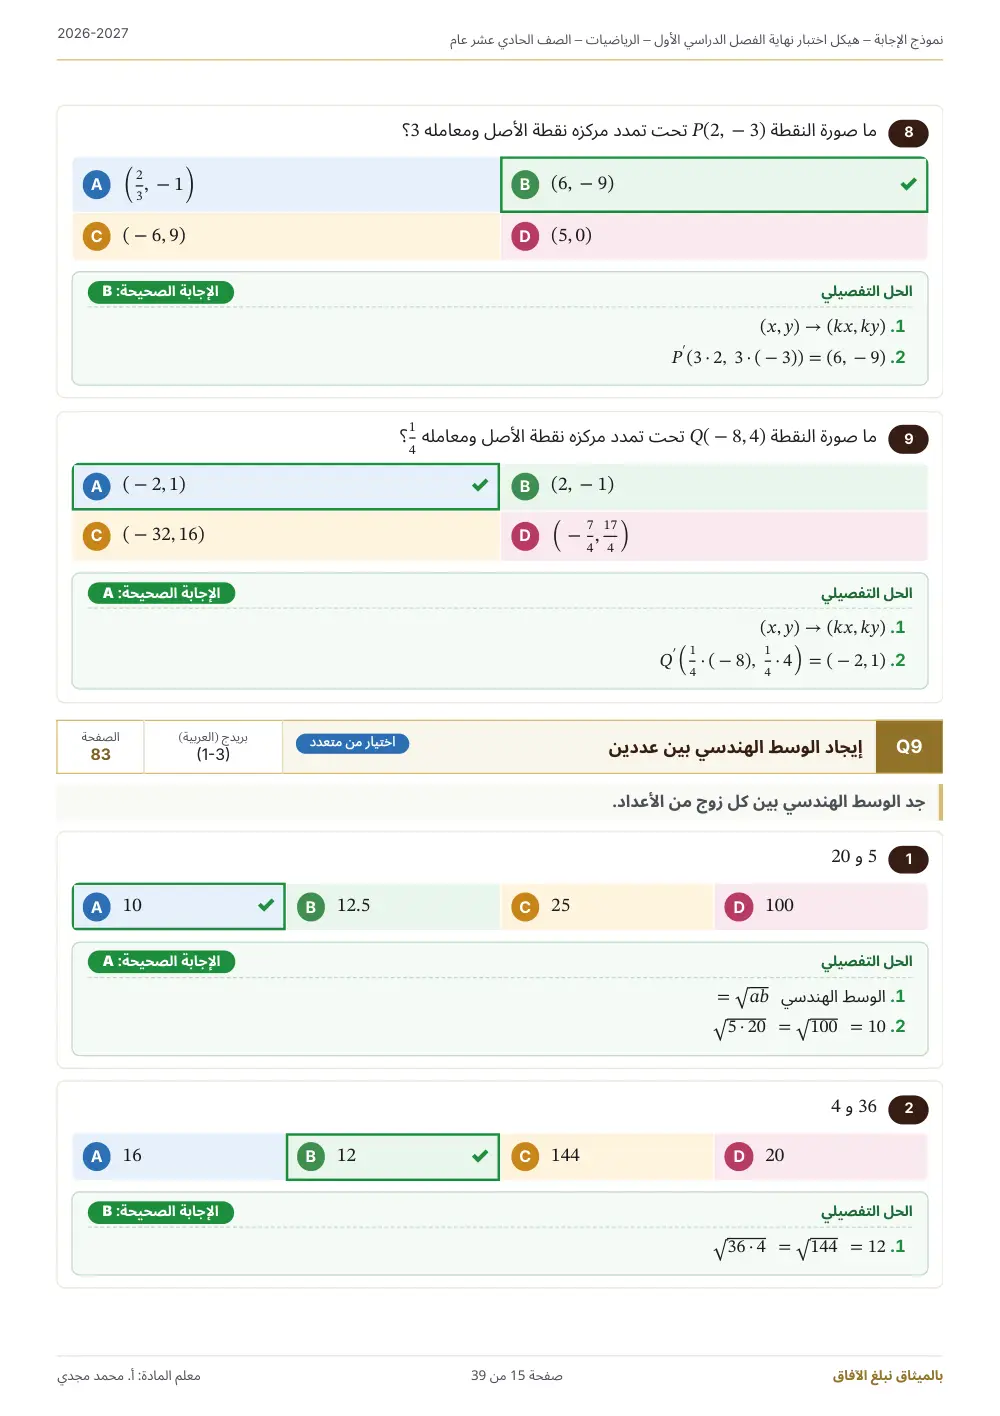 نموذج الإجابة – هيكل اختبار نهاية الفصل الدراسي الأول – الرياضيات – الصف الحادي عشر عام
2026-2027
8 ما صورة النقطة P(2, − 3) تحت تمدد مركزه نقطة الأصل ومعامله 3؟
A (2/3, − 1) B (6, − 9) ✓
C ( − 6, 9) D (5, 0)
الحل التفصيلي الإجابة الصحيحة: B
1. (x, y) → (kx, ky)
2. P′(3 · 2, 3 · ( − 3)) = (6, − 9)
9 ما صورة النقطة Q( − 8, 4) تحت تمدد مركزه نقطة الأصل ومعامله 1/4؟
A ( − 2, 1) ✓ B (2, − 1)
C ( − 32, 16) D ( − 7/4, 17/4)
الحل التفصيلي الإجابة الصحيحة: A
1. (x, y) → (kx, ky)
2. Q′(1/4 · ( − 8), 1/4 · 4) = ( − 2, 1)
Q9 إيجاد الوسط الهندسي بين عددين اختيار من متعدد بريدج (العربية) الصفحة
(1-3) 83
جد الوسط الهندسي بين كل زوج من الأعداد.
1 5 و 20
A 10 ✓ B 12.5 C 25 D 100
الحل التفصيلي الإجابة الصحيحة: A
1. الوسط الهندسي = √ab
2. √5 · 20 = √100 = 10
2 36 و 4
A 16 B 12 ✓ C 144 D 20
الحل التفصيلي الإجابة الصحيحة: B
1. √36 · 4 = √144 = 12
بالميثاق نبلغ الآفاق صفحة 15 من 39 معلم المادة: أ. محمد مجدي